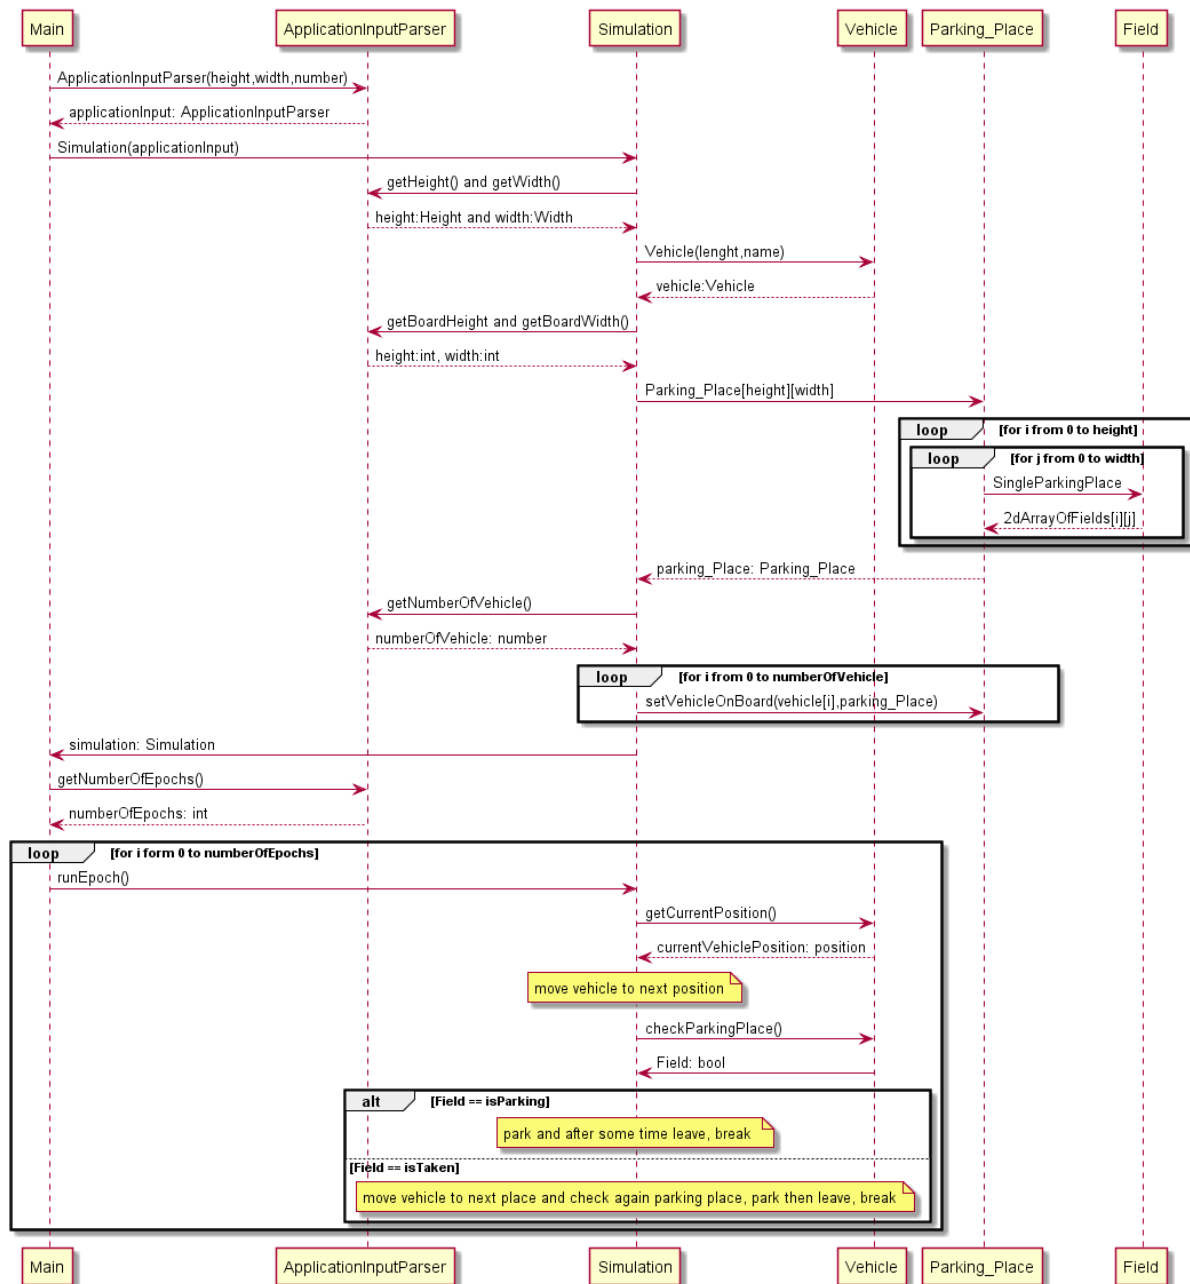 Main
ApplicationInputParser
Simulation
Vehicle
Parking_Place
Field
ApplicationInputParser(height,width,number)
applicationInput: ApplicationInputParser
Simulation(applicationInput)
getHeight() and getWidth()
height:Height and width:Width
Vehicle(lenght,name)
vehicle:Vehicle
getBoardHeight and getBoardWidth()
height:int, width:int
Parking_Place[height][width]
loop [for i from 0 to height]
loop [for j from 0 to width]
SingleParkingPlace
2dArrayOfFields[i][j]
parking_Place: Parking_Place
getNumberOfVehicle()
numberOfVehicle: number
loop [for i from 0 to numberOfVehicle]
setVehicleOnBoard(vehicle[i],parking_Place)
simulation: Simulation
getNumberOfEpochs()
numberOfEpochs: int
loop [for i form 0 to numberOfEpochs]
runEpoch()
getCurrentPosition()
currentVehiclePosition: position
move vehicle to next position
checkParkingPlace()
Field: bool
alt [Field == isParking]
park and after some time leave, break
[Field == isTaken]
move vehicle to next place and check again parking place, park then leave, break
Main
ApplicationInputParser
Simulation
Vehicle
Parking_Place
Field